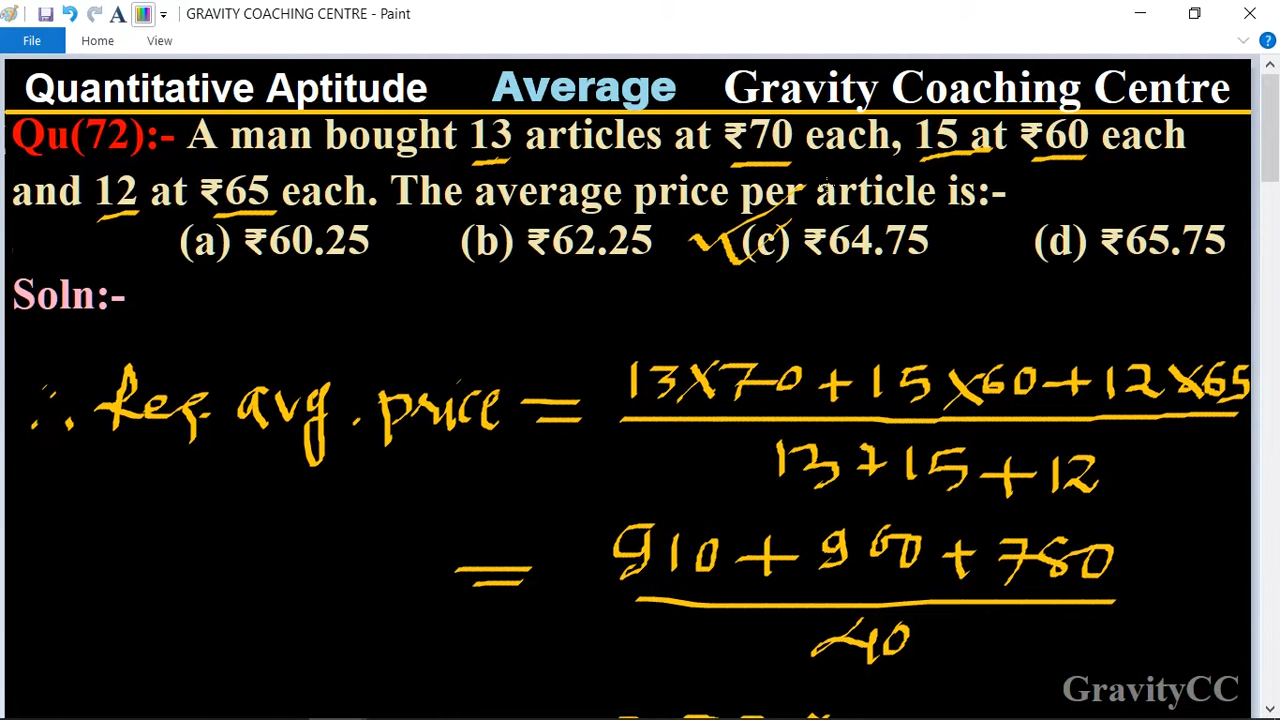 GRAVITY COACHING CENTRE - Paint
File Home View
Quantitative Aptitude Average Gravity Coaching Centre
Qu(72):- A man bought 13 articles at ₹70 each, 15 at ₹60 each
and 12 at ₹65 each. The average price per article is:-
(a) ₹60.25 (b) ₹62.25 (c) ₹64.75 (d) ₹65.75
Soln:-
∴ Req. avg. price = 13×70+15×60+12×65
13+15+12
= 910+900+780
40
GravityCC